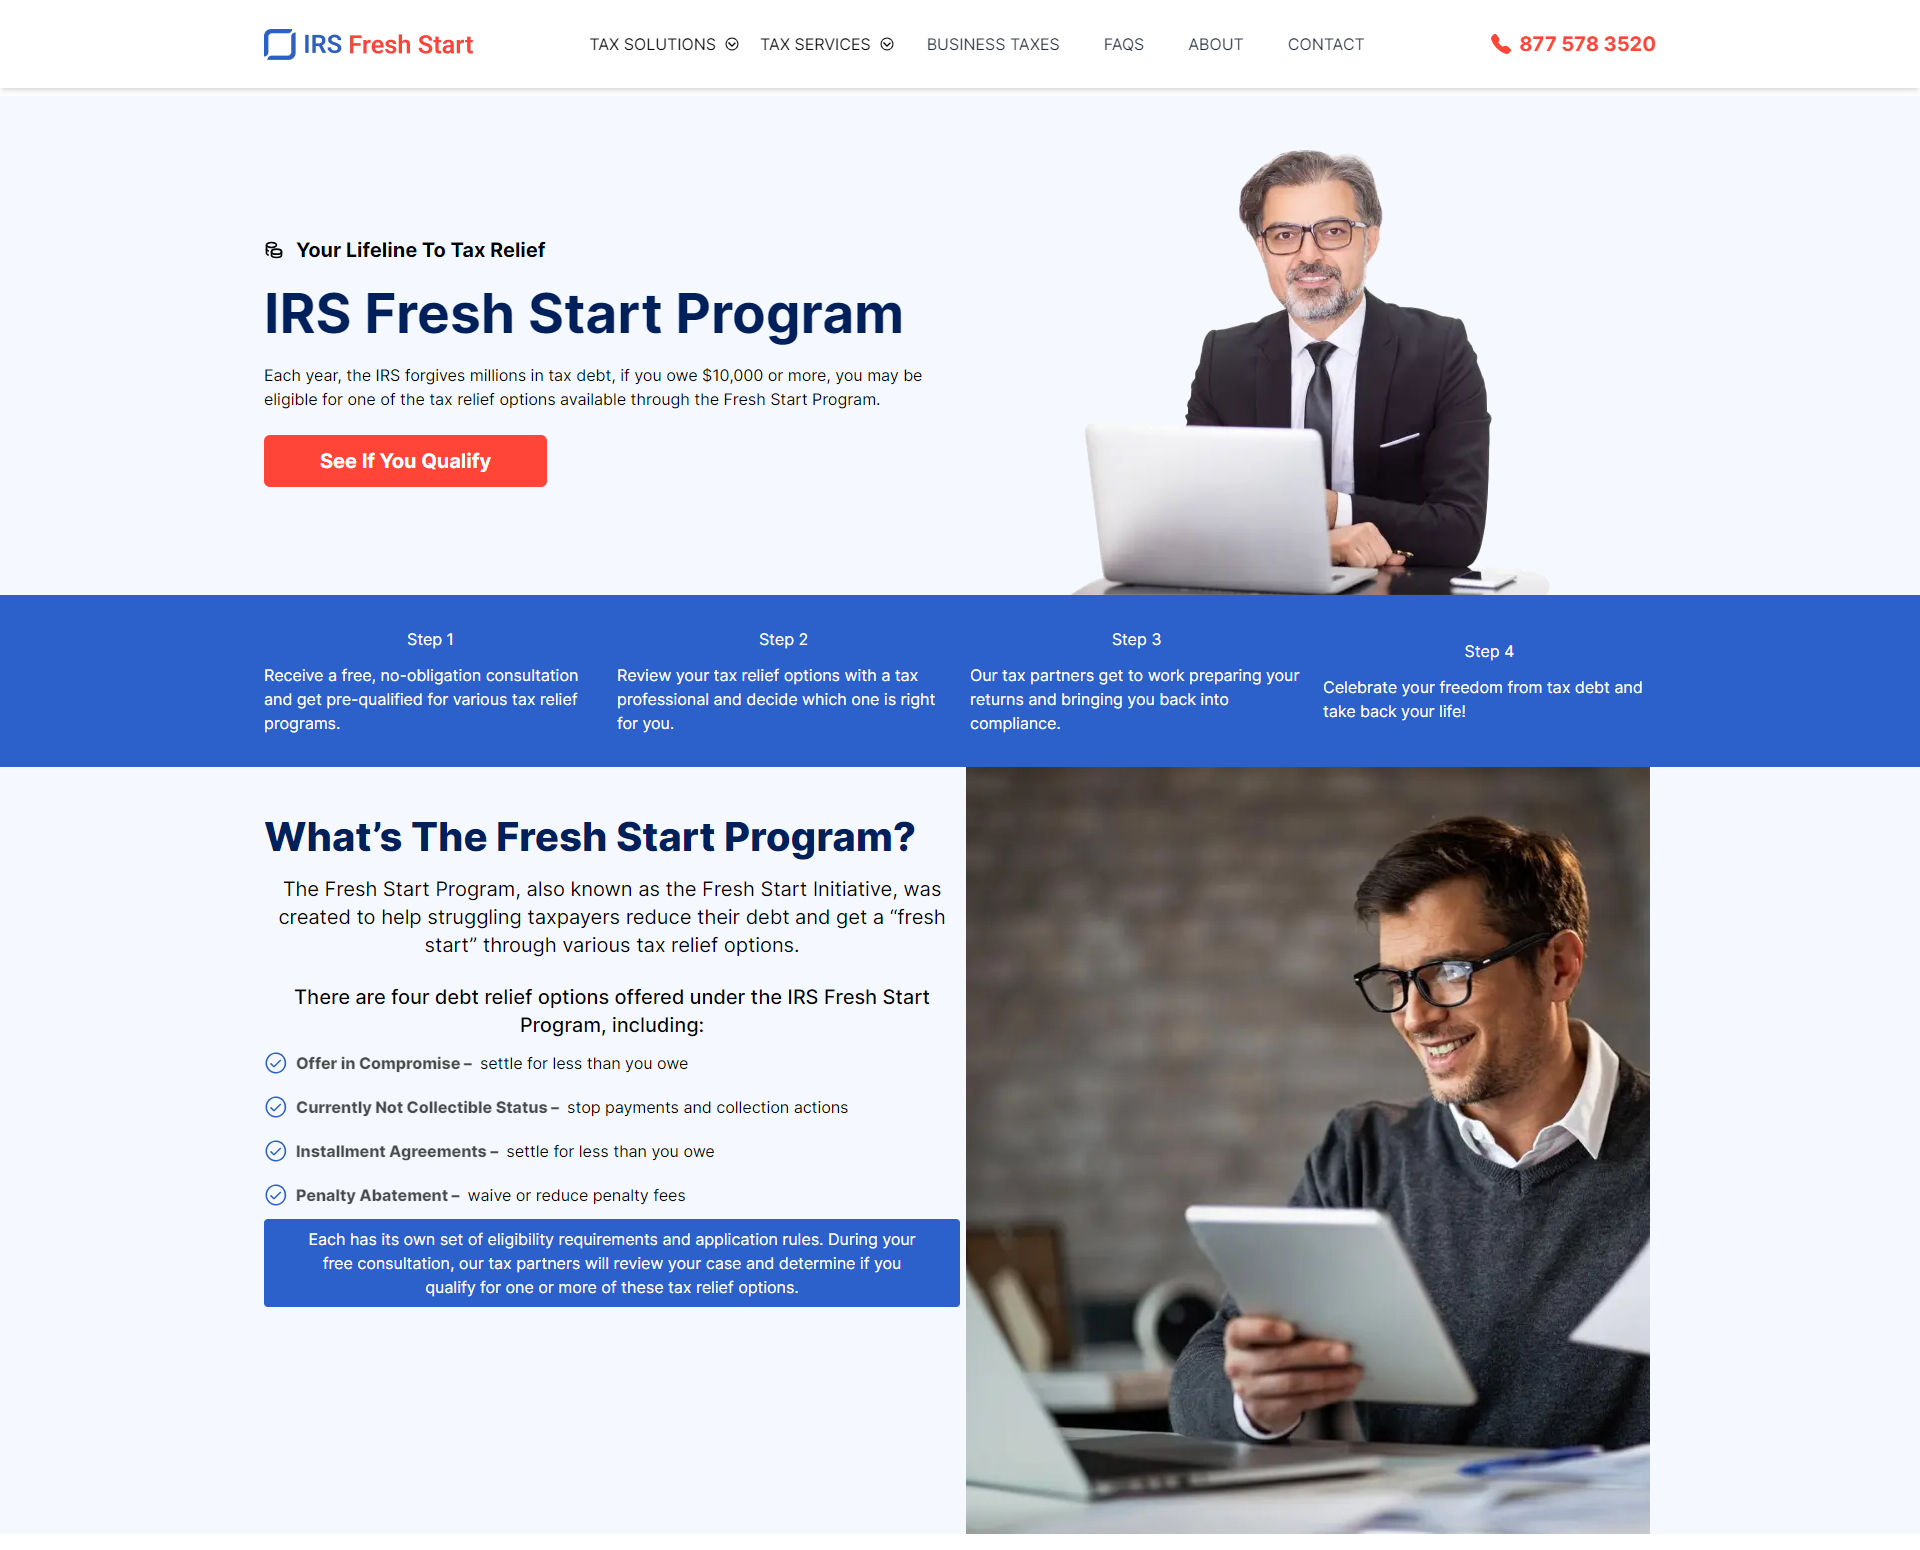 IRS Fresh Start
TAX SOLUTIONS
TAX SERVICES
BUSINESS TAXES
FAQS
ABOUT
CONTACT
877 578 3520
Your Lifeline To Tax Relief
IRS Fresh Start Program
Each year, the IRS forgives millions in tax debt, if you owe $10,000 or more, you may be
eligible for one of the tax relief options available through the Fresh Start Program.
See If You Qualify
Step 1
Receive a free, no-obligation consultation
and get pre-qualified for various tax relief
programs.
Step 2
Review your tax relief options with a tax
professional and decide which one is right
for you.
Step 3
Our tax partners get to work preparing your
returns and bringing you back into
compliance.
Step 4
Celebrate your freedom from tax debt and
take back your life!
What’s The Fresh Start Program?
The Fresh Start Program, also known as the Fresh Start Initiative, was
created to help struggling taxpayers reduce their debt and get a “fresh
start” through various tax relief options.
There are four debt relief options offered under the IRS Fresh Start
Program, including:
Offer in Compromise – settle for less than you owe
Currently Not Collectible Status – stop payments and collection actions
Installment Agreements – settle for less than you owe
Penalty Abatement – waive or reduce penalty fees
Each has its own set of eligibility requirements and application rules. During your
free consultation, our tax partners will review your case and determine if you
qualify for one or more of these tax relief options.